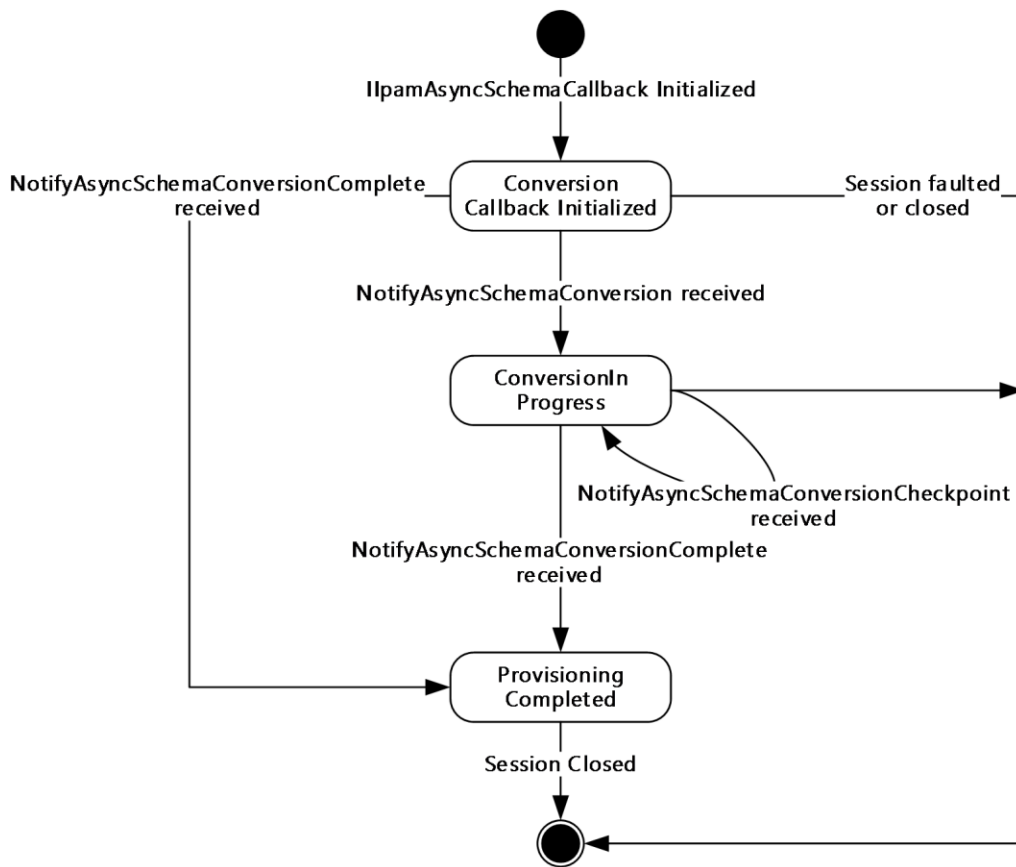 IIpamAsyncSchemaCallback Initialized
NotifyAsyncSchemaConversionComplete
received
Conversion
Callback Initialized
Session faulted
or closed
NotifyAsyncSchemaConversion received
ConversionIn
Progress
NotifyAsyncSchemaConversionCheckpoint
received
NotifyAsyncSchemaConversionComplete
received
Provisioning
Completed
Session Closed